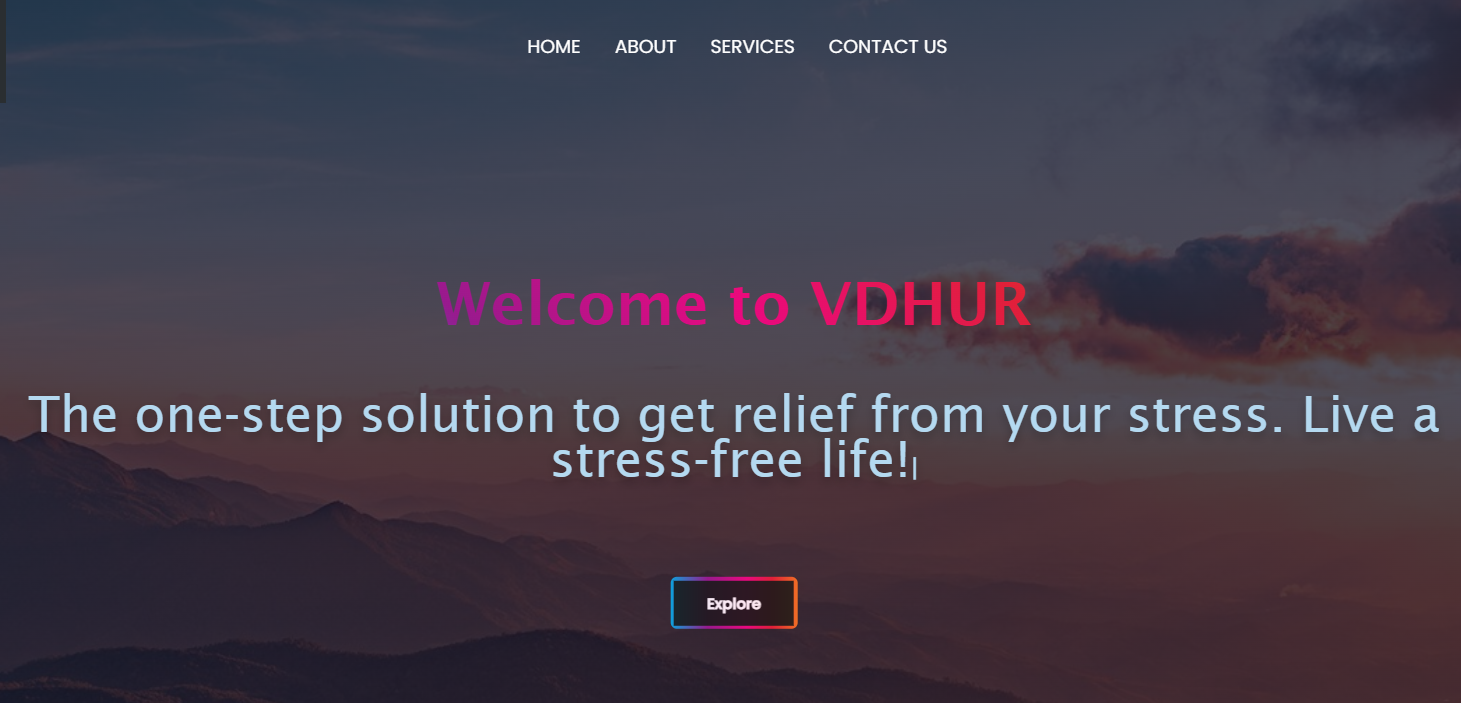 HOME ABOUT SERVICES CONTACT US
Welcome to VDHUR
The one-step solution to get relief from your stress. Live a
stress-free life!|
Explore